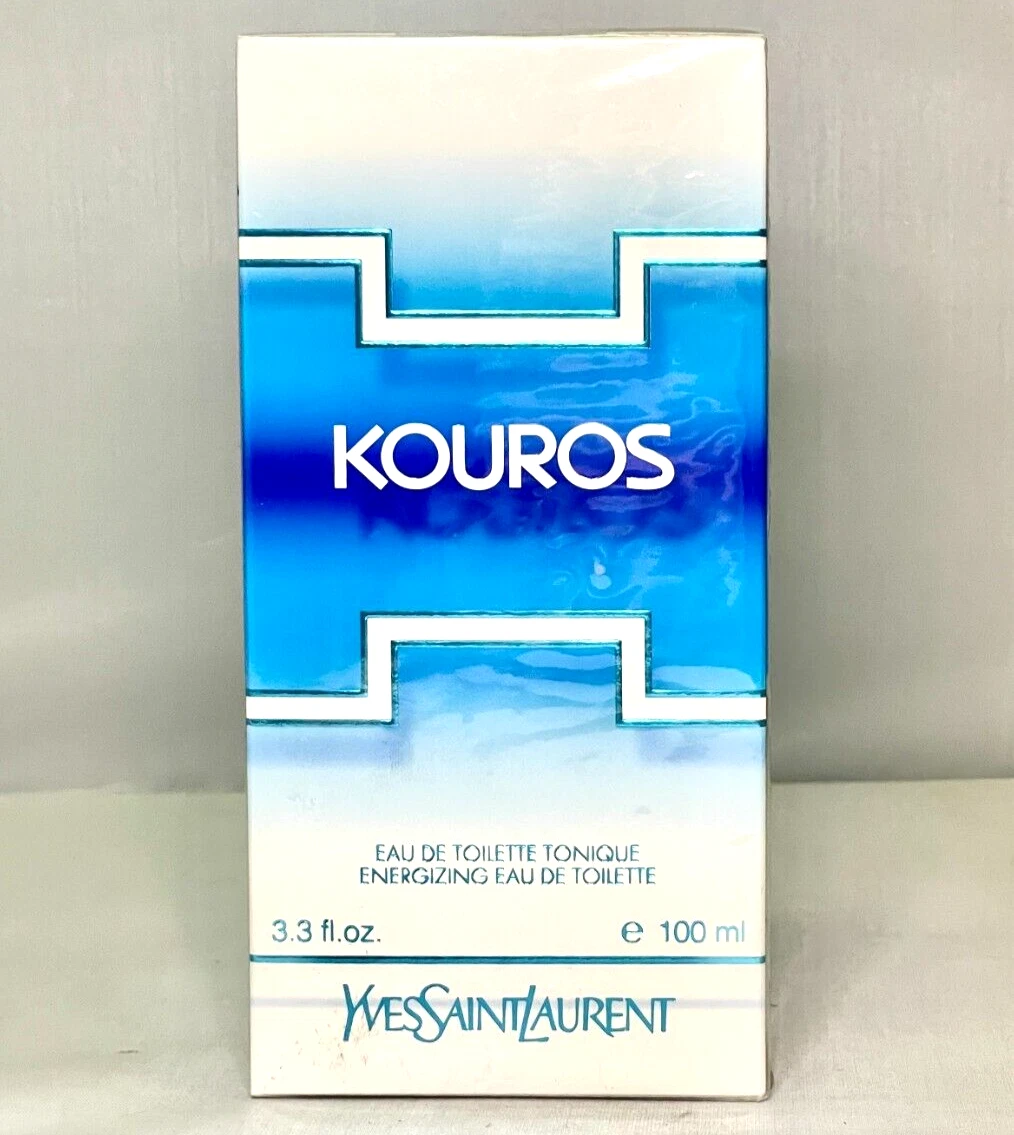 KOUROS
EAU DE TOILETTE TONIQUE
ENERGIZING EAU DE TOILETTE
3.3 fl.oz. ℮ 100 ml
YVESSAINTLAURENT